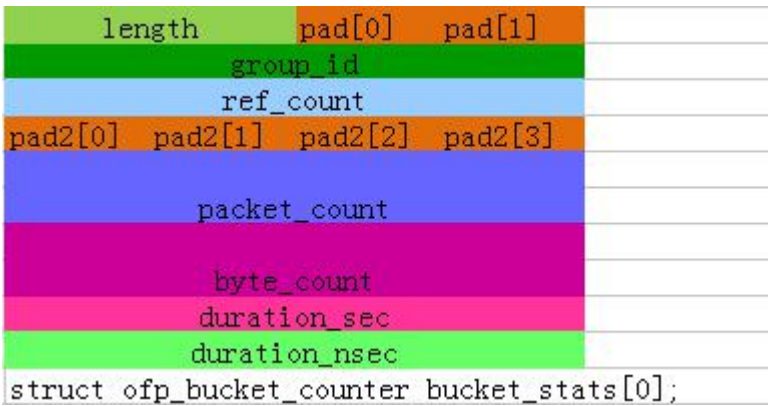 length pad[0] pad[1]
group_id
ref_count
pad2[0] pad2[1] pad2[2] pad2[3]
packet_count
byte_count
duration_sec
duration_nsec
struct ofp_bucket_counter bucket_stats[0];